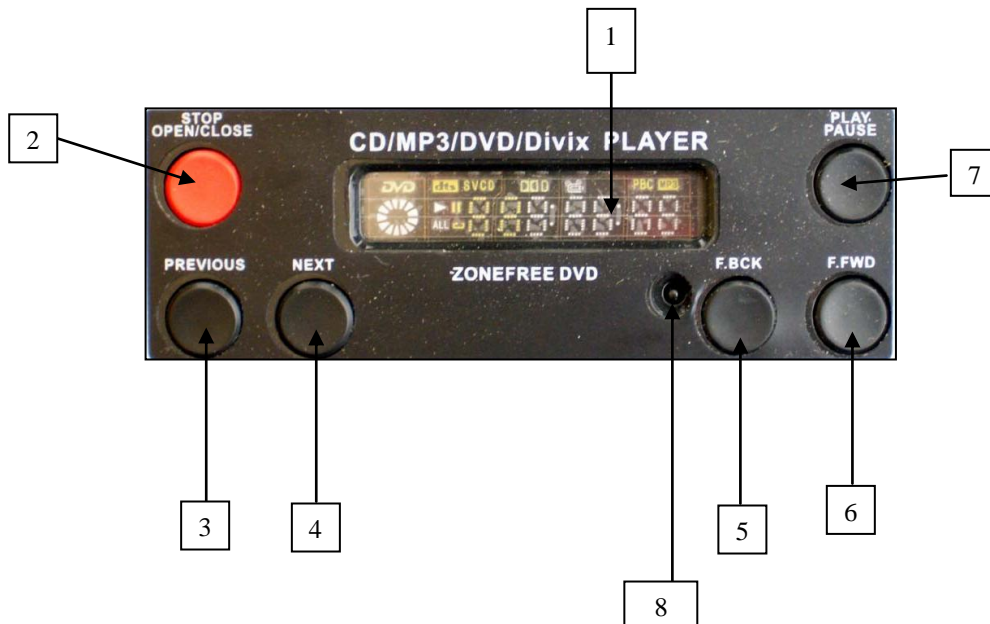 1
2
STOP
OPEN/CLOSE
CD/MP3/DVD/Divix PLAYER
PLAY.
PAUSE
7
DVD dts SVCD PBC MP3
ALL
PREVIOUS
NEXT
ZONEFREE DVD
F.BCK
F.FWD
3
4
5
6
8